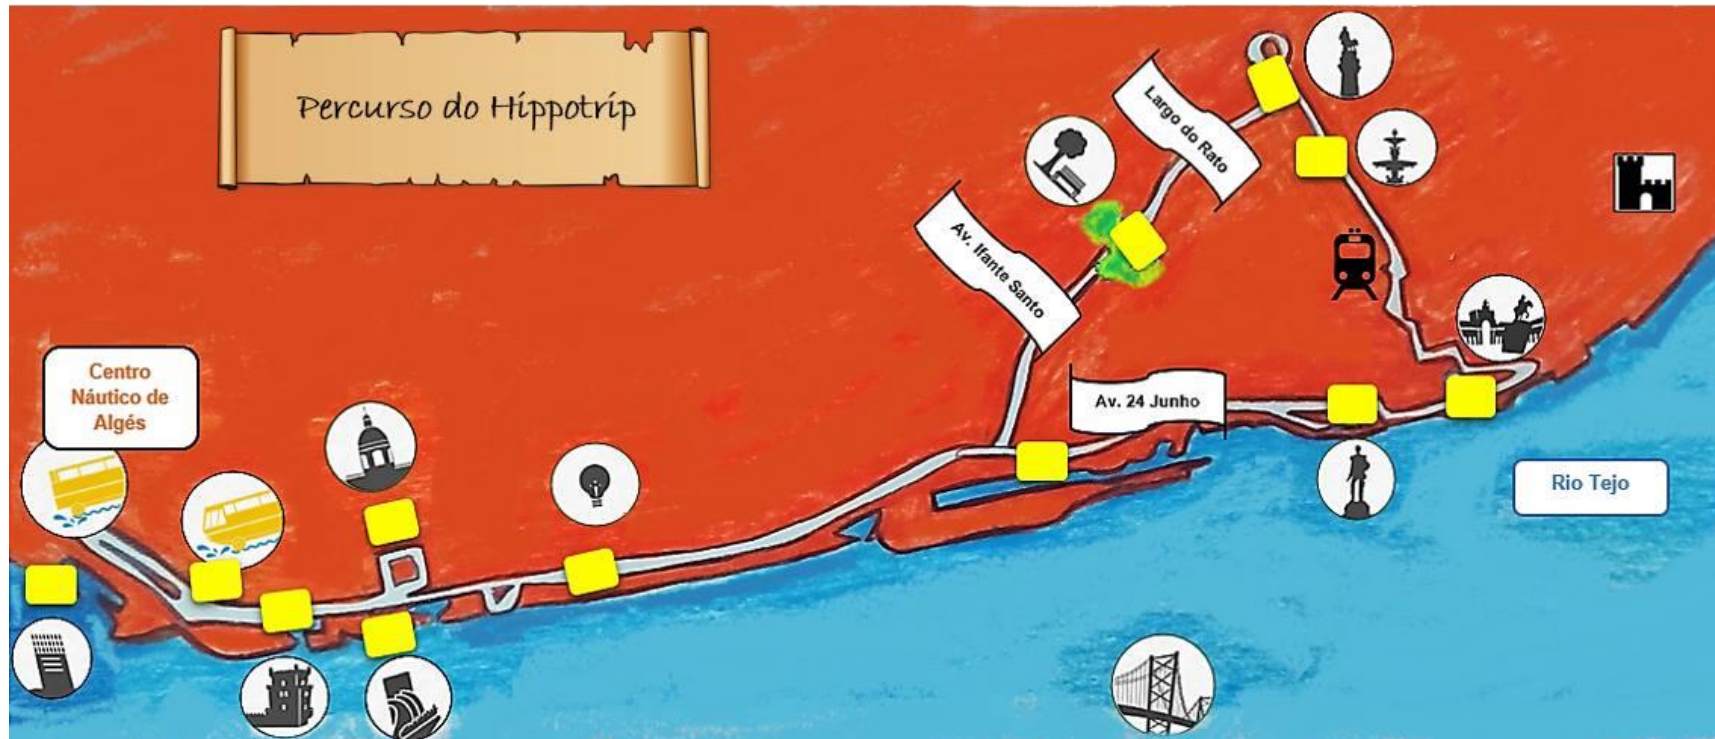 Percurso do Hippotrip
Largo do Rato
Av. Ifante Santo
Centro
Náutico de
Algés
Av. 24 Junho
Rio Tejo